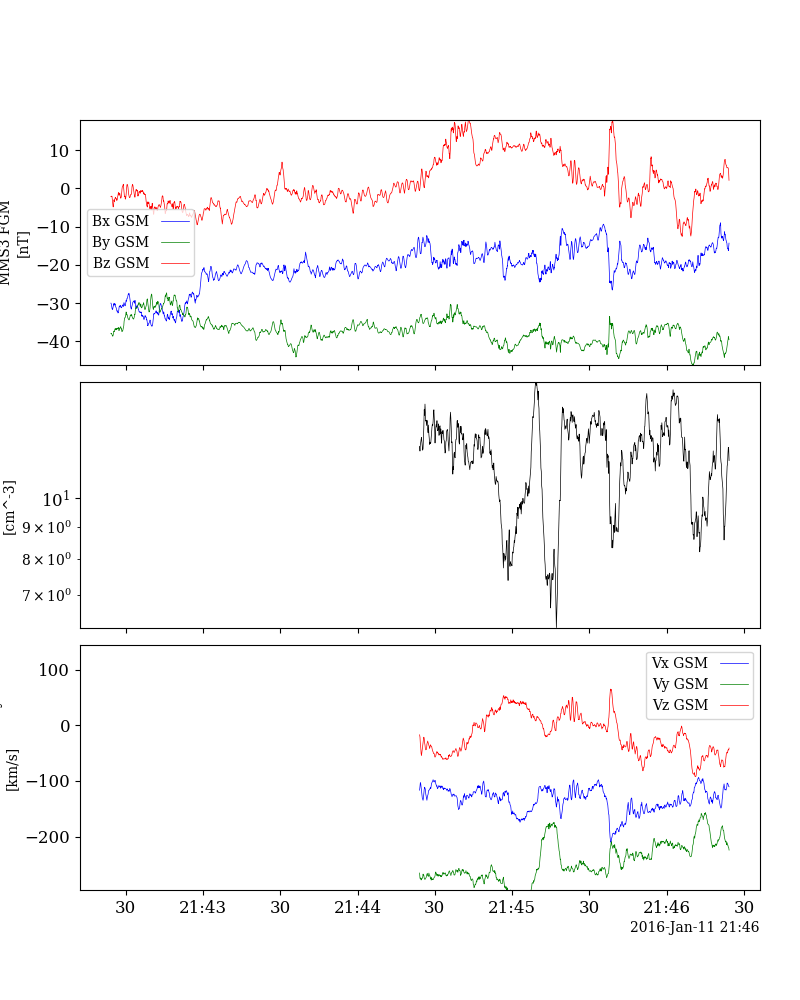 10
0
−10
−20
−30
−40
MMS3 FGM
[nT]
Bx GSM
By GSM
Bz GSM
10¹
9 × 10⁰
8 × 10⁰
7 × 10⁰
[cm^-3]
100
0
−100
−200
[km/s]
Vx GSM
Vy GSM
Vz GSM
30 21:43 30 21:44 30 21:45 30 21:46 30
2016-Jan-11 21:46